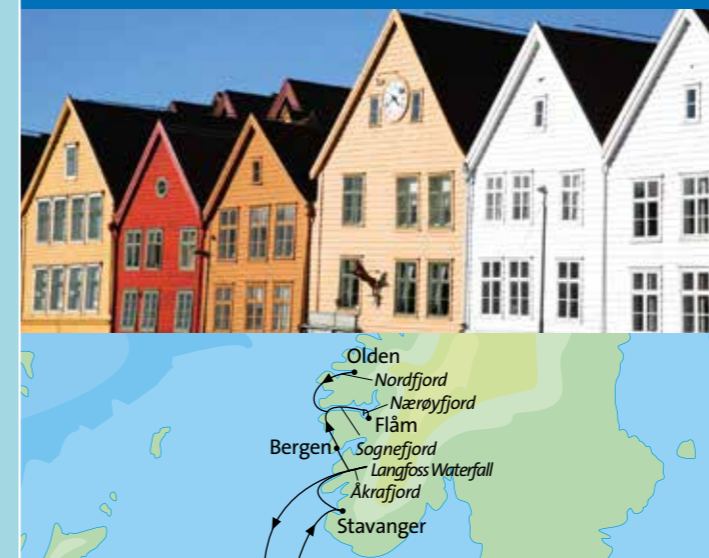 Olden
Nordfjord
Nærøyfjord
Flåm
Bergen
Sognefjord
Langfoss Waterfall
Åkrafjord
Stavanger